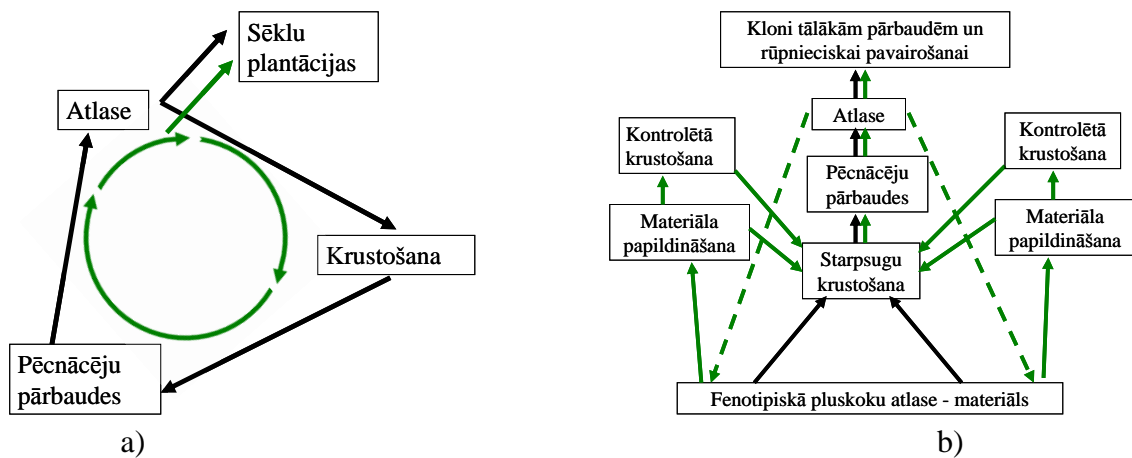 Sēklu
plantācijas
Atlase
Krustošana
Pēcnācēju
pārbaudes
a)
Kloni tālākām pārbaudēm un
rūpnieciskai pavairošanai
Atlase
Kontrolētā
krustošana
Kontrolētā
krustošana
Pēcnācēju
pārbaudes
Materiāla
papildināšana
Materiāla
papildināšana
Starpsugu
krustošana
Fenotipiskā pluskoku atlase - materiāls
b)